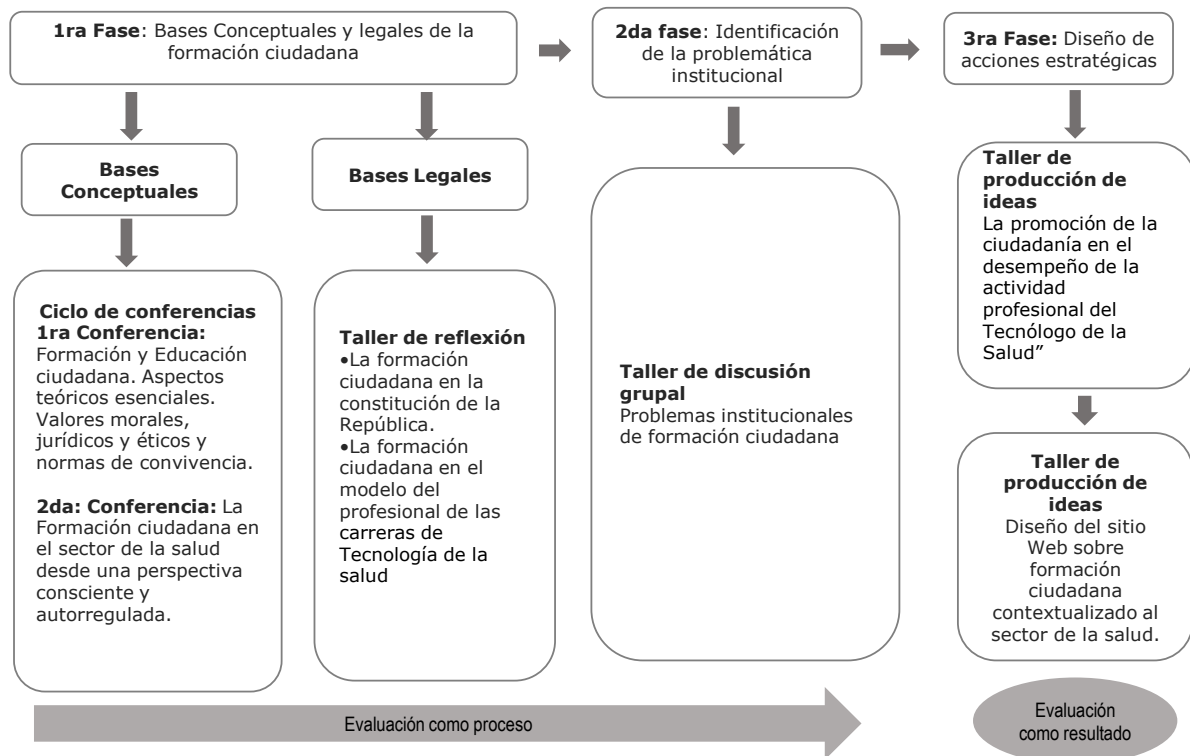 1ra Fase: Bases Conceptuales y legales de la
formación ciudadana
2da fase: Identificación
de la problemática
institucional
3ra Fase: Diseño de
acciones estratégicas
Bases
Conceptuales
Bases Legales
Ciclo de conferencias
1ra Conferencia:
Formación y Educación
ciudadana. Aspectos
teóricos esenciales.
Valores morales,
jurídicos y éticos y
normas de convivencia.
2da: Conferencia: La
Formación ciudadana en
el sector de la salud
desde una perspectiva
consciente y
autorregulada.
Taller de reflexión
•La formación
ciudadana en la
constitución de la
República.
•La formación
ciudadana en el
modelo del
profesional de las
carreras de
Tecnología de la
salud
Taller de discusión
grupal
Problemas institucionales
de formación ciudadana
Taller de
producción de
ideas
La promoción de la
ciudadanía en el
desempeño de la
actividad
profesional del
Tecnólogo de la
Salud”
Taller de
producción de
ideas
Diseño del sitio
Web sobre
formación
ciudadana
contextualizado al
sector de la salud.
Evaluación como proceso
Evaluación
como resultado